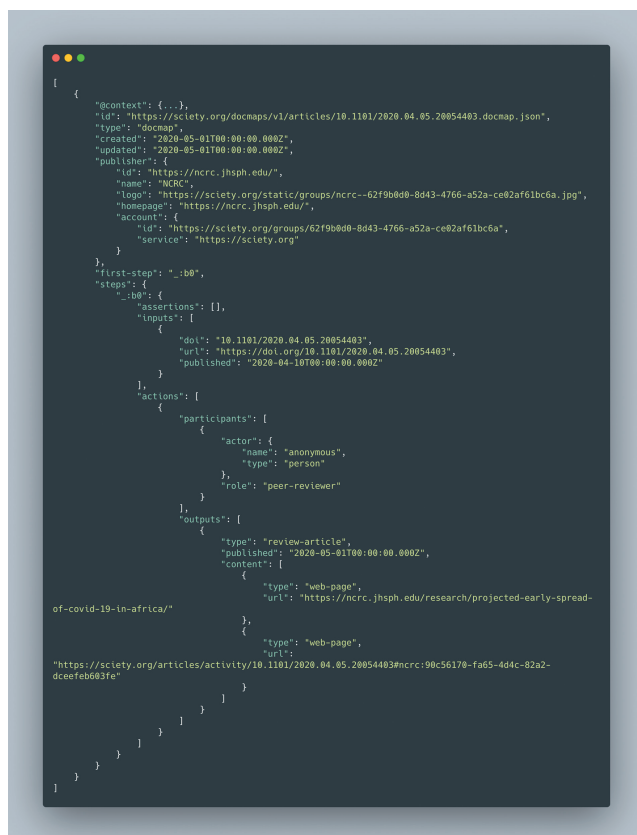 [
    {
        "@context": {...},
        "id": "https://sciety.org/docmaps/v1/articles/10.1101/2020.04.05.20054403.docmap.json",
        "type": "docmap",
        "created": "2020-05-01T00:00:00.000Z",
        "updated": "2020-05-01T00:00:00.000Z",
        "publisher": {
            "id": "https://ncrc.jhsph.edu/",
            "name": "NCRC",
            "logo": "https://sciety.org/static/groups/ncrc--62f9b0d0-8d43-4766-a52a-ce02af61bc6a.jpg",
            "homepage": "https://ncrc.jhsph.edu/",
            "account": {
                "id": "https://sciety.org/groups/62f9b0d0-8d43-4766-a52a-ce02af61bc6a",
                "service": "https://sciety.org"
            }
        },
        "first-step": "_:b0",
        "steps": {
            "_:b0": {
                "assertions": [],
                "inputs": [
                    {
                        "doi": "10.1101/2020.04.05.20054403",
                        "url": "https://doi.org/10.1101/2020.04.05.20054403",
                        "published": "2020-04-10T00:00:00.000Z"
                    }
                ],
                "actions": [
                    {
                        "participants": [
                            {
                                "actor": {
                                    "name": "anonymous",
                                    "type": "person"
                                },
                                "role": "peer-reviewer"
                            }
                        ],
                        "outputs": [
                            {
                                "type": "review-article",
                                "published": "2020-05-01T00:00:00.000Z",
                                "content": [
                                    {
                                        "type": "web-page",
                                        "url": "https://ncrc.jhsph.edu/research/projected-early-spread-
of-covid-19-in-africa/"
                                    },
                                    {
                                        "type": "web-page",
                                        "url":
"https://sciety.org/articles/activity/10.1101/2020.04.05.20054403#ncrc:90c56170-fa65-4d4c-82a2-
dceefeb603fe"
                                    }
                                ]
                            }
                        ]
                    }
                ]
            }
        }
    }
]